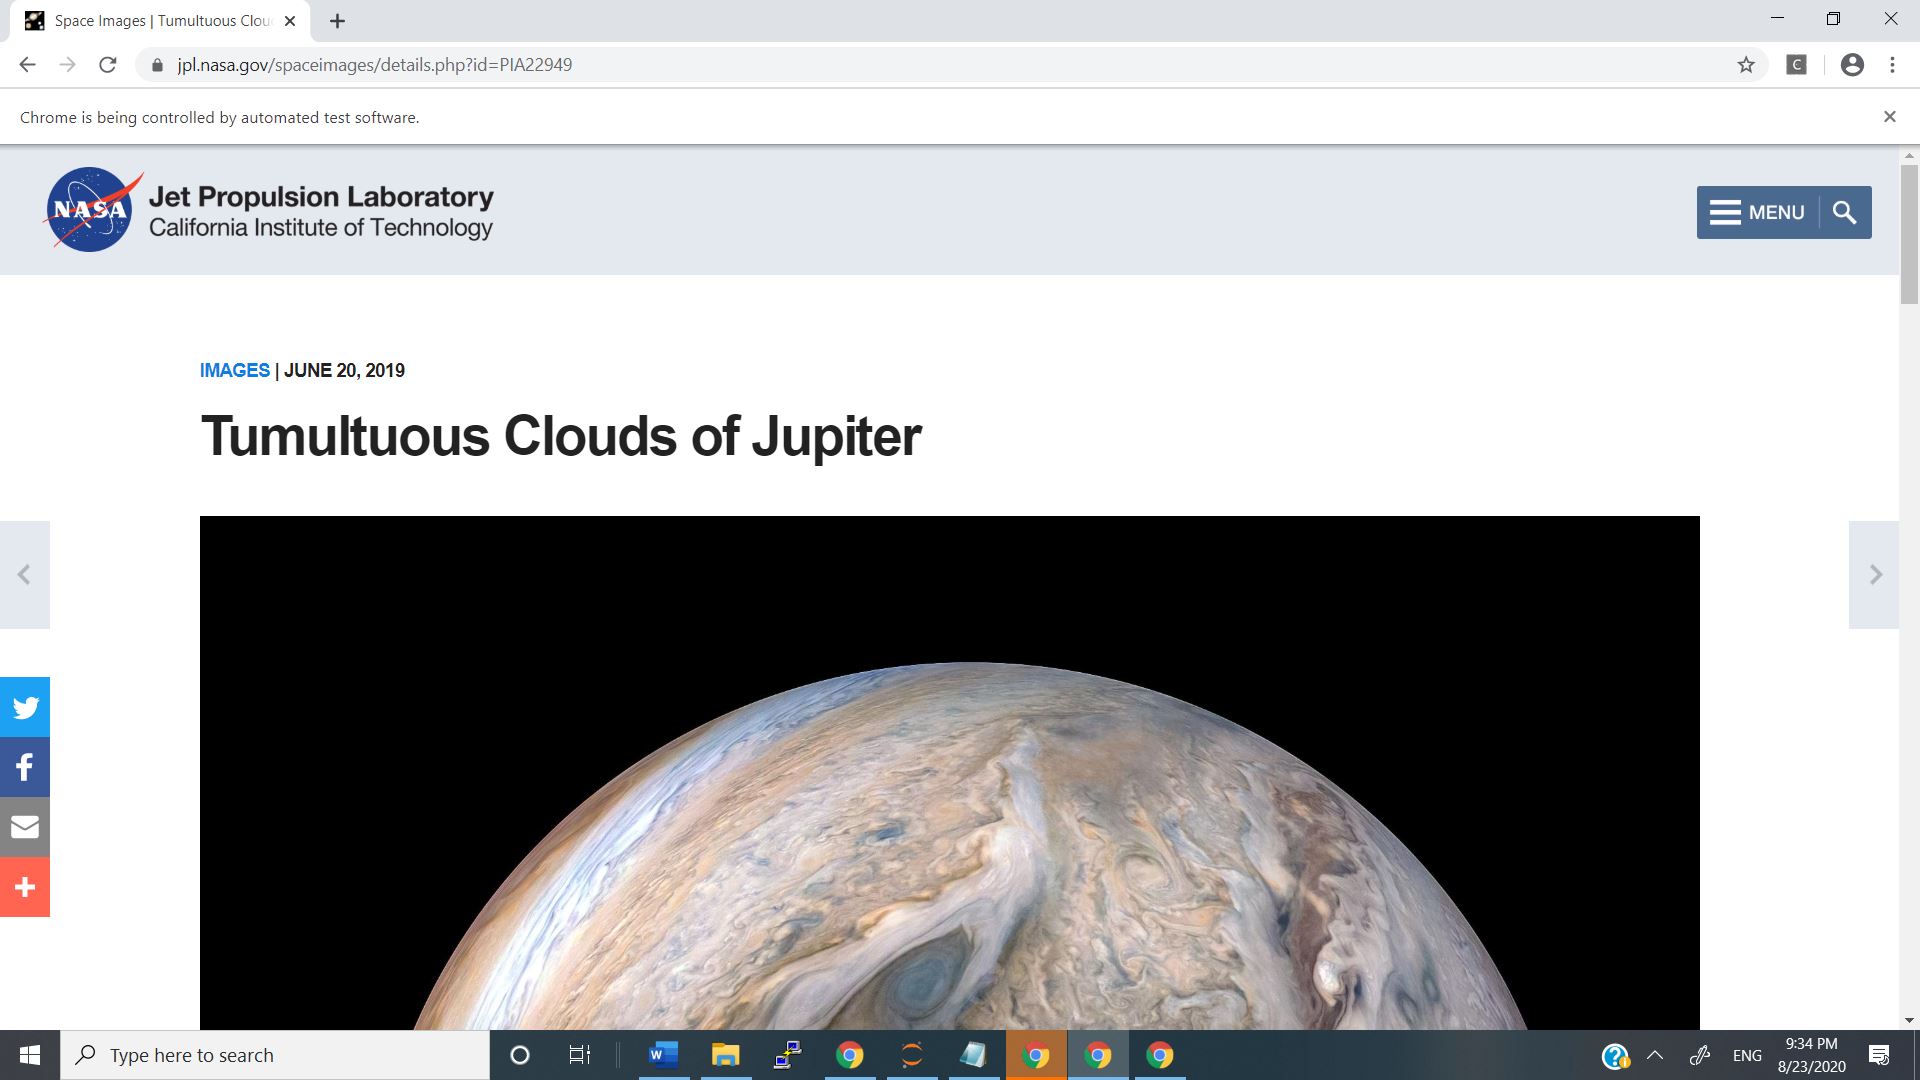 Space Images | Tumultuous Clou
jpl.nasa.gov/spaceimages/details.php?id=PIA22949
C
Chrome is being controlled by automated test software.
NASA
Jet Propulsion Laboratory
California Institute of Technology
MENU
IMAGES | JUNE 20, 2019
Tumultuous Clouds of Jupiter
Type here to search
W
ENG
9:34 PM
8/23/2020